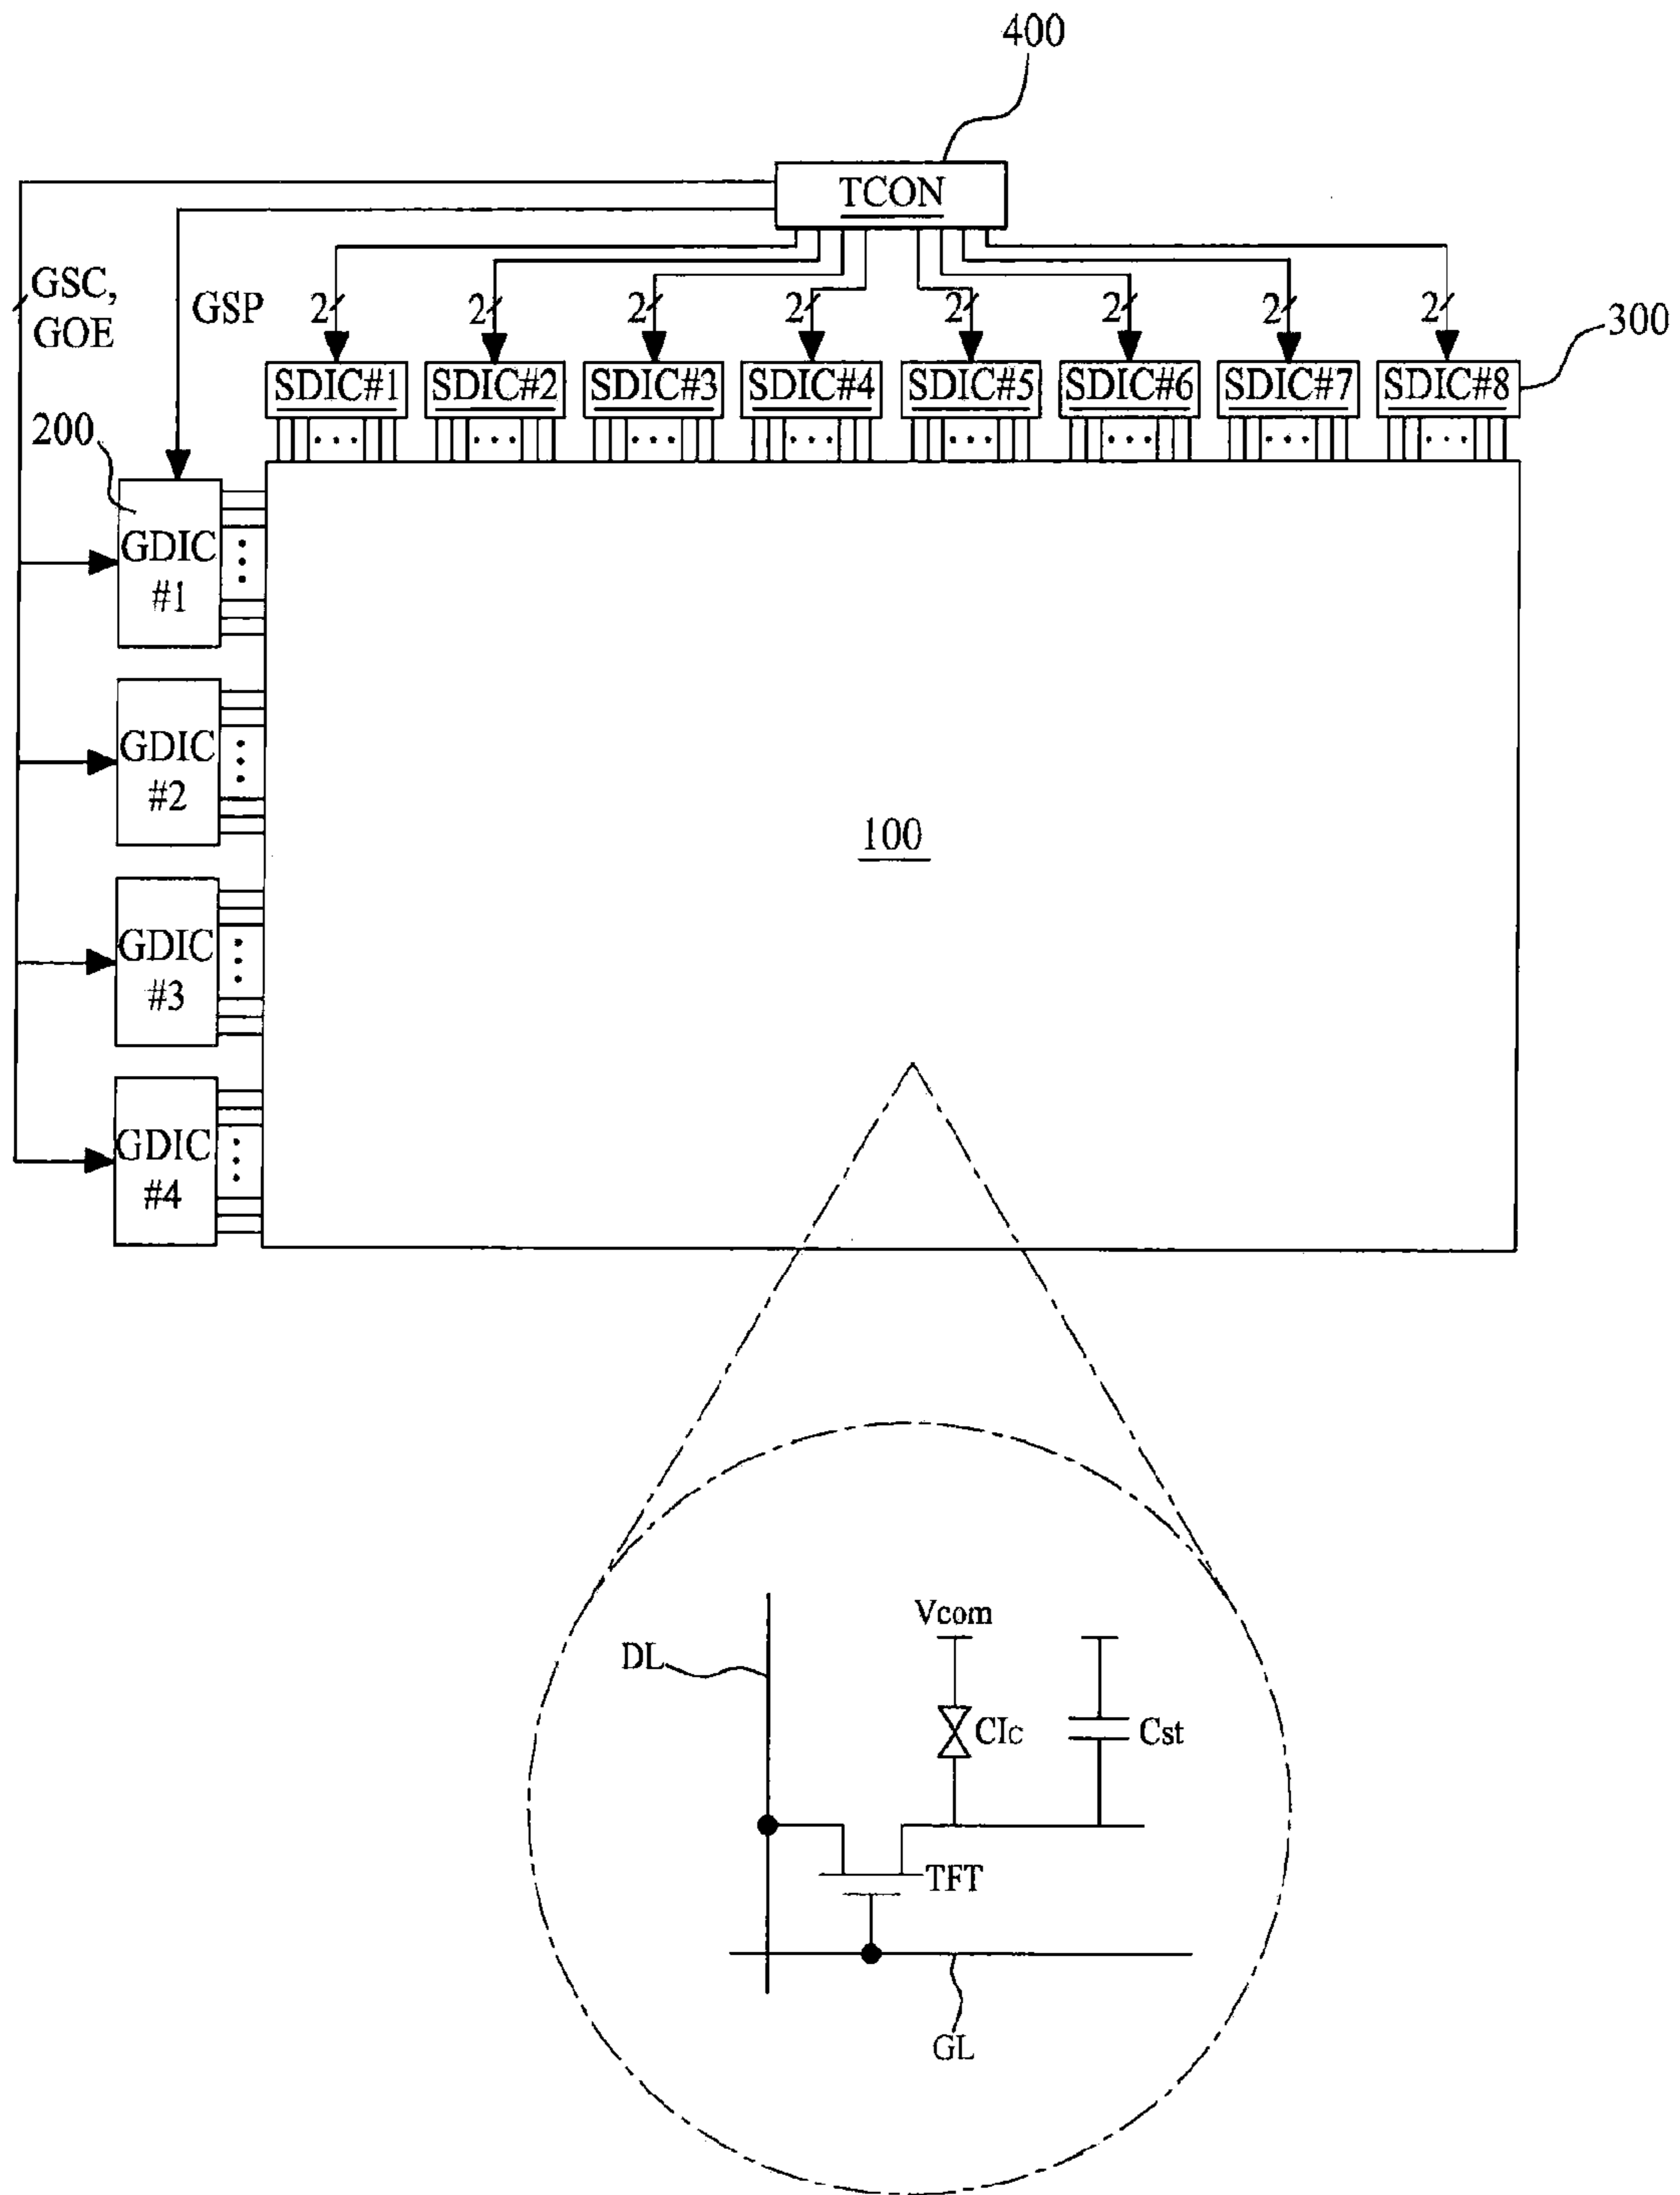 400
TCON
GSC,
GOE
GSP
2 2 2 2 2 2 2 2
300
SDIC#1 SDIC#2 SDIC#3 SDIC#4 SDIC#5 SDIC#6 SDIC#7 SDIC#8
200
GDIC
#1
GDIC
#2
100
GDIC
#3
GDIC
#4
Vcom
DL
Clc
Cst
TFT
GL